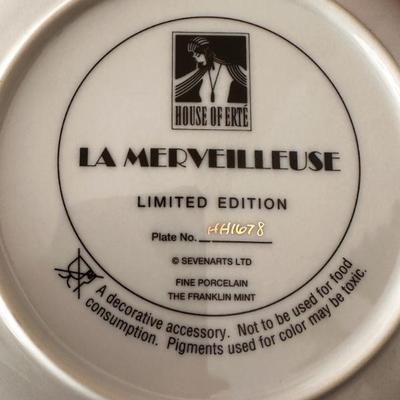 HOUSE OF ERTÉ
LA MERVEILLEUSE
LIMITED EDITION
Plate No. HH1678
© SEVENARTS LTD
FINE PORCELAIN
THE FRANKLIN MINT
A decorative accessory. Not to be used for food
consumption. Pigments used for color may be toxic.